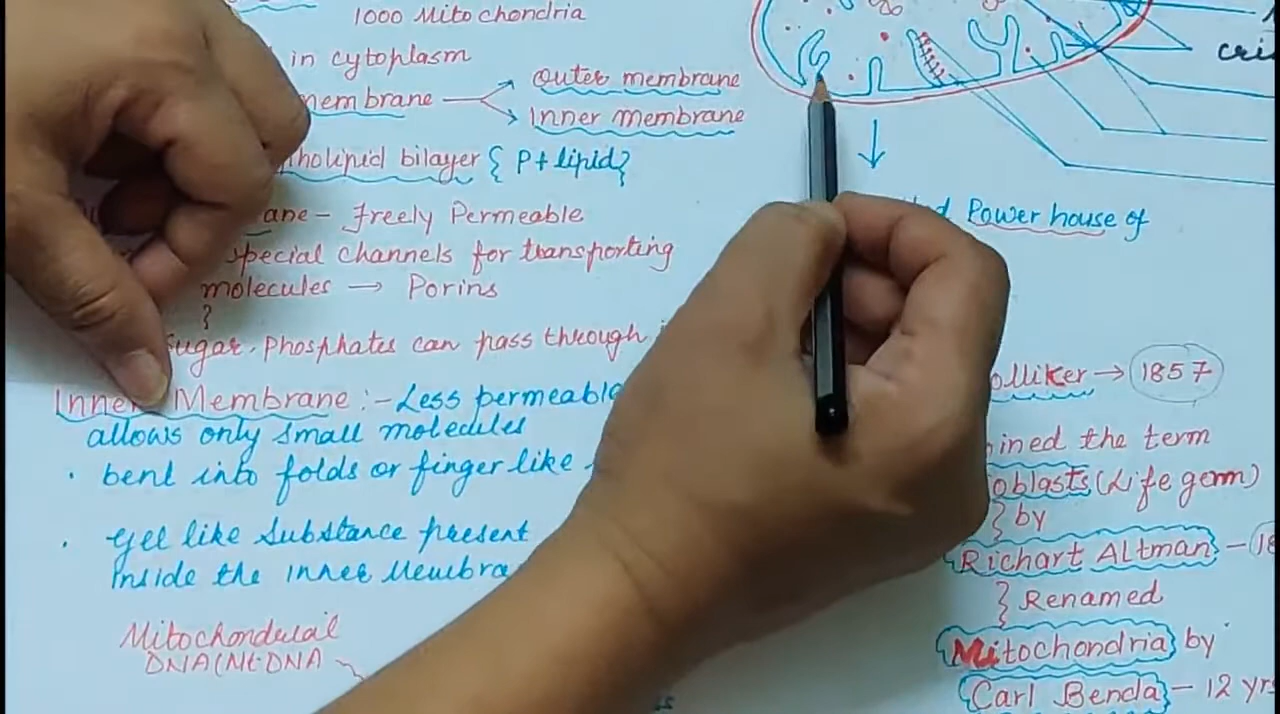 1000 Mitochondria
in cytoplasm
membrane → Outer membrane
→ Inner membrane
pholipid bilayer { P+lipid}
ane - freely Permeable
special channels for transporting
molecules → Porins
Sugar, Phosphates can pass through
Inner Membrane :- Less permeable
allows only small molecules
• bent into folds or finger like
• gel like substance present
inside the inner Membra
Mitochondrial
DNA(Mt-DNA
cri
Power house of
olliker → 1857
ined the term
oblasts (Life germ)
} by
Richart Altman - 18
} Renamed
Mitochondria by
Carl Benda - 12 yrs